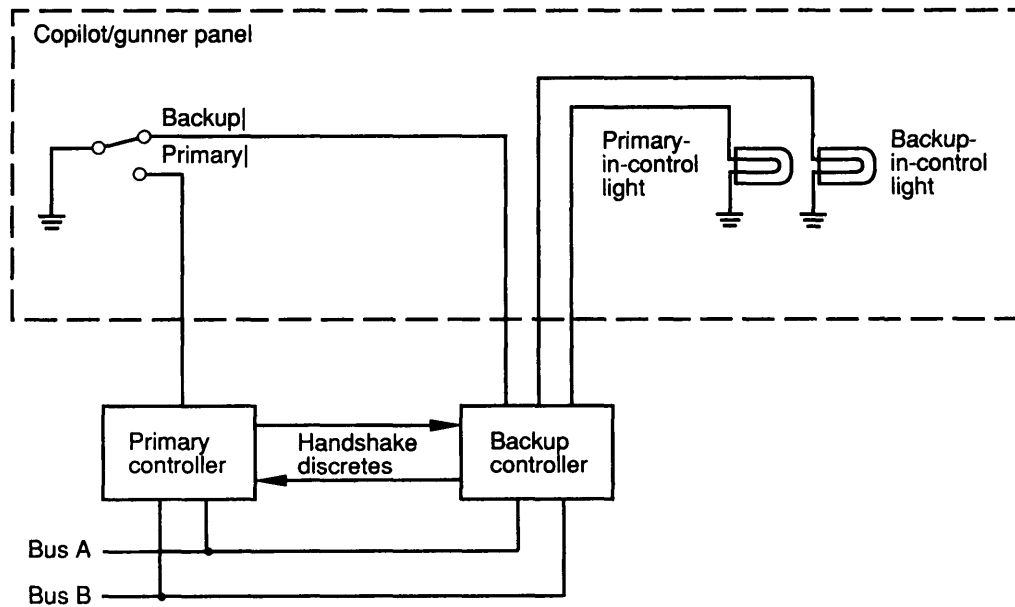 Copilot/gunner panel
Backup|
Primary|
Primary-
in-control
light
Backup-
in-control
light
Primary
controller
Handshake
discretes
Backup
controller
Bus A
Bus B